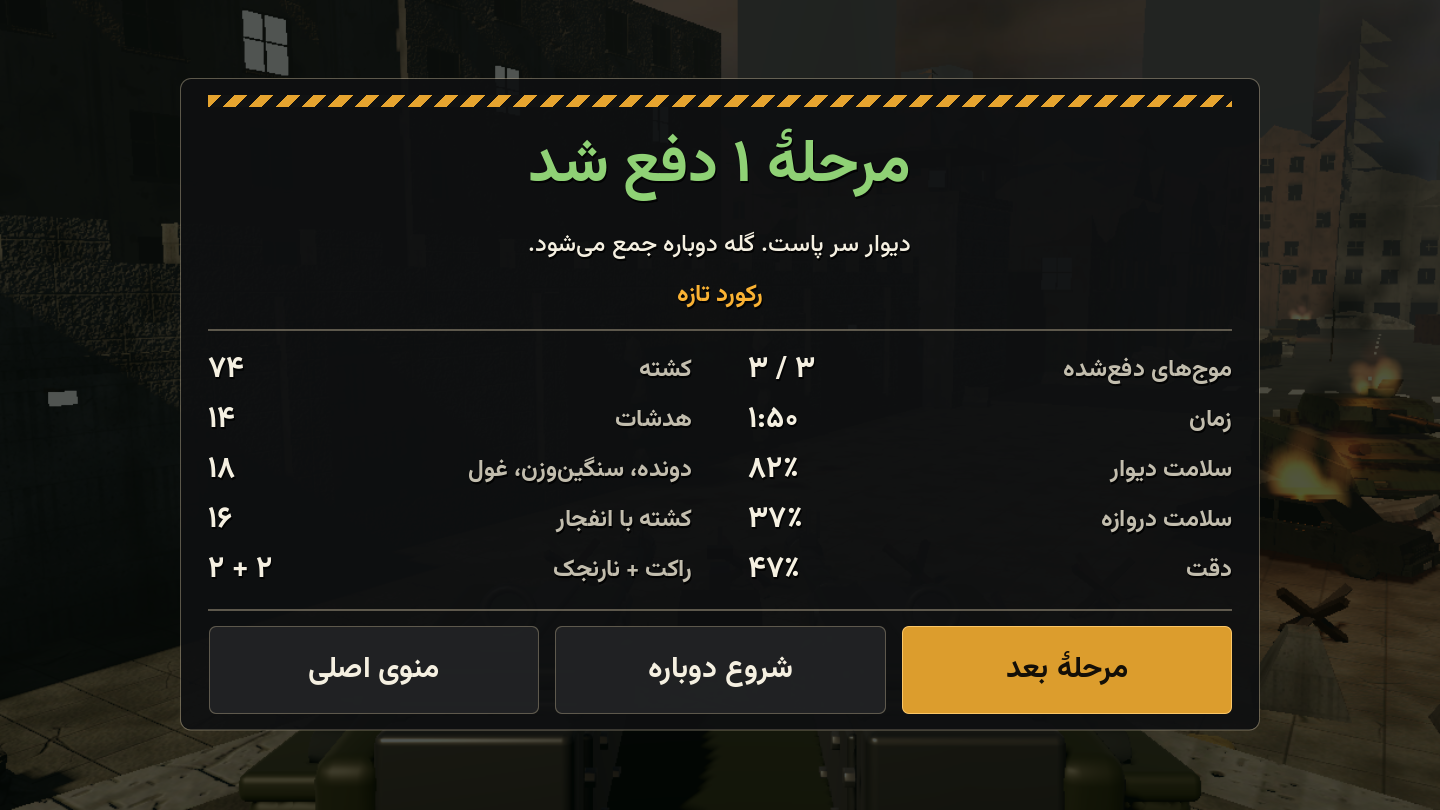 مرحلهٔ ۱ دفع شد
دیوار سر پاست. گله دوباره جمع می‌شود.
رکورد تازه
موج‌های دفع‌شده ۳ / ۳ کشته ۷۴
زمان ۱:۵۰ هدشات ۱۴
سلامت دیوار ۸۲٪ دونده، سنگین‌وزن، غول ۱۸
سلامت دروازه ۳۷٪ کشته با انفجار ۱۶
دقت ۴۷٪ راکت + نارنجک ۲ + ۲
مرحلهٔ بعد شروع دوباره منوی اصلی